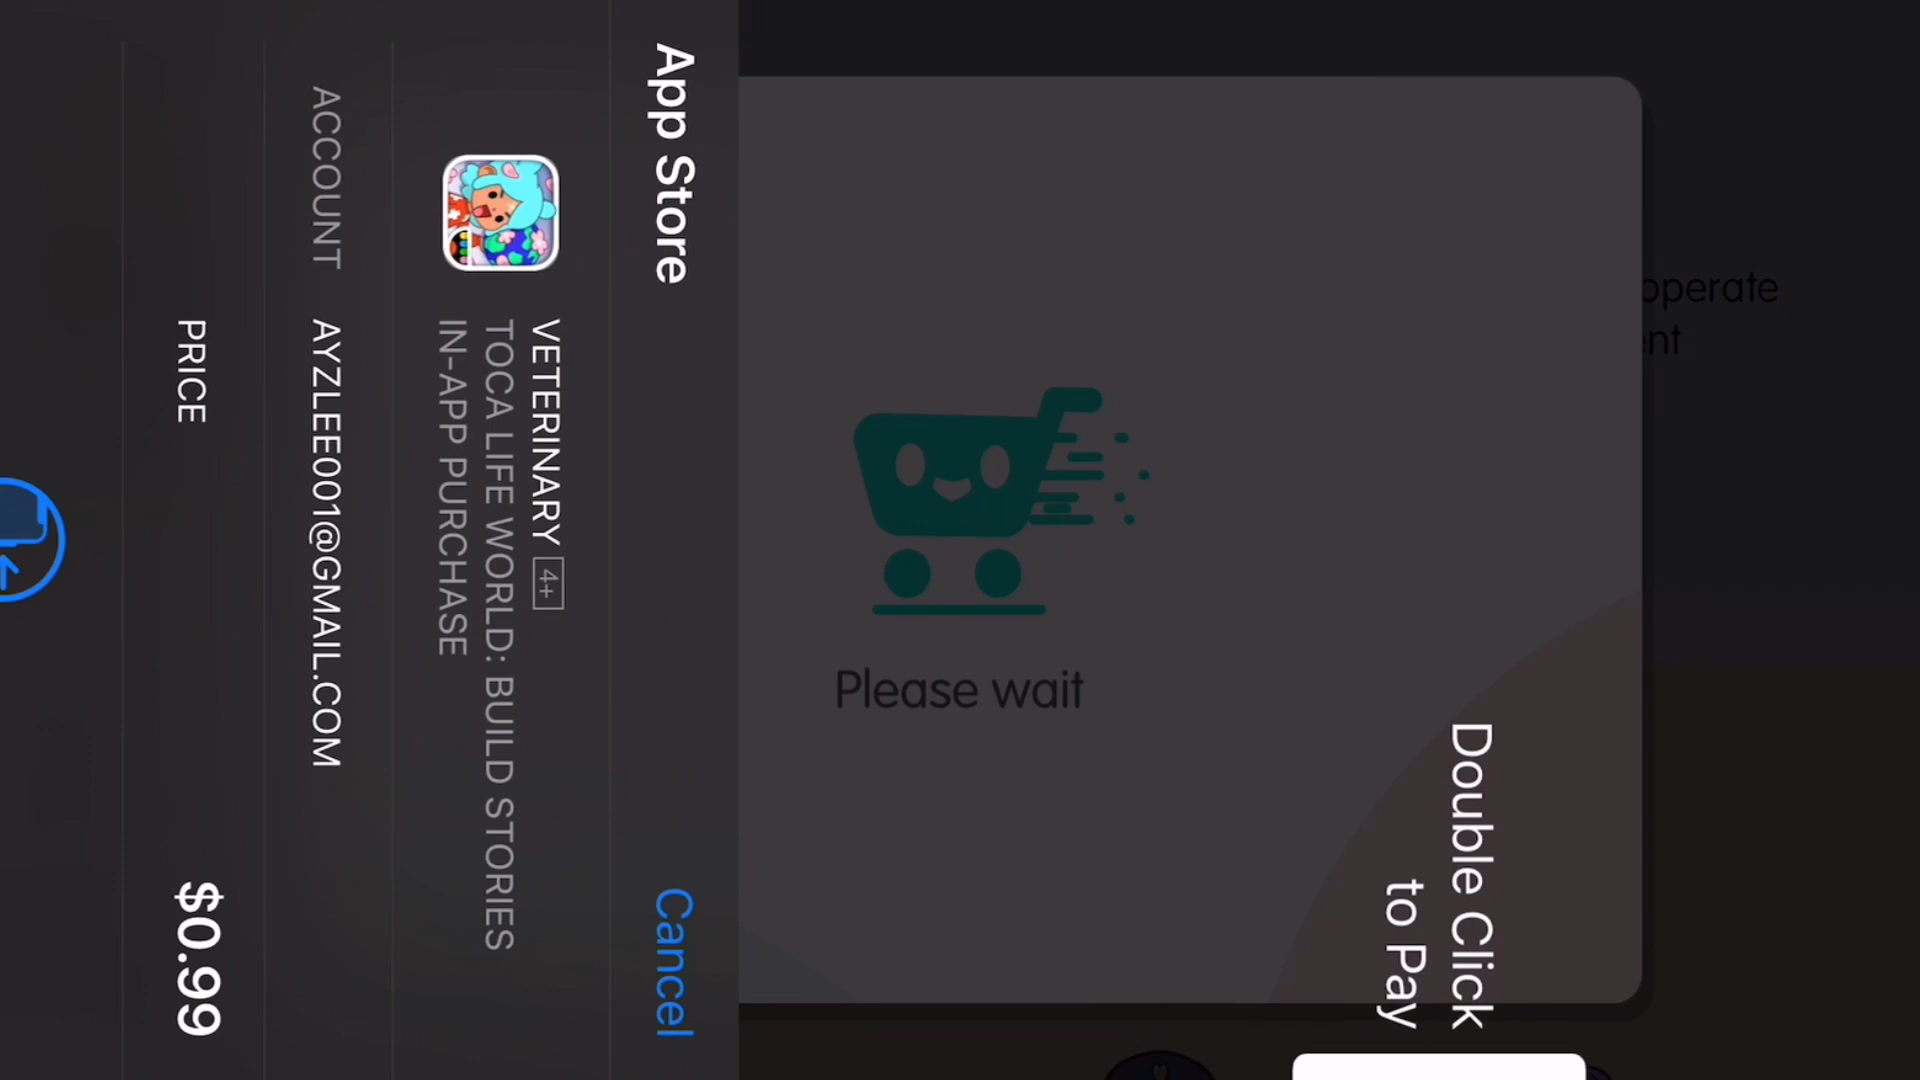 App Store
Cancel
VETERINARY 4+
TOCA LIFE WORLD: BUILD STORIES
IN-APP PURCHASE
ACCOUNT AYZLEE001@GMAIL.COM
PRICE $0.99
Please wait
Double Click
to Pay
operate